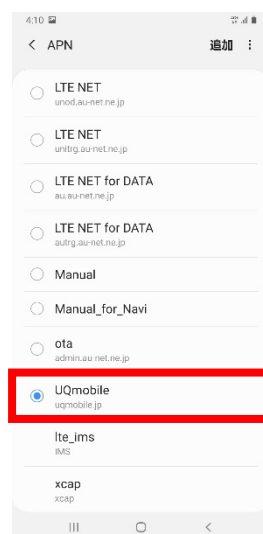 4:10
APN
追加
LTE NET
unod.au-net.ne.jp
LTE NET
unitrg.au-net.ne.jp
LTE NET for DATA
au.au-net.ne.jp
LTE NET for DATA
autrg.au-net.ne.jp
Manual
Manual_for_Navi
ota
admin.au-net.ne.jp
UQmobile
uqmobile.jp
lte_ims
IMS
xcap
xcap